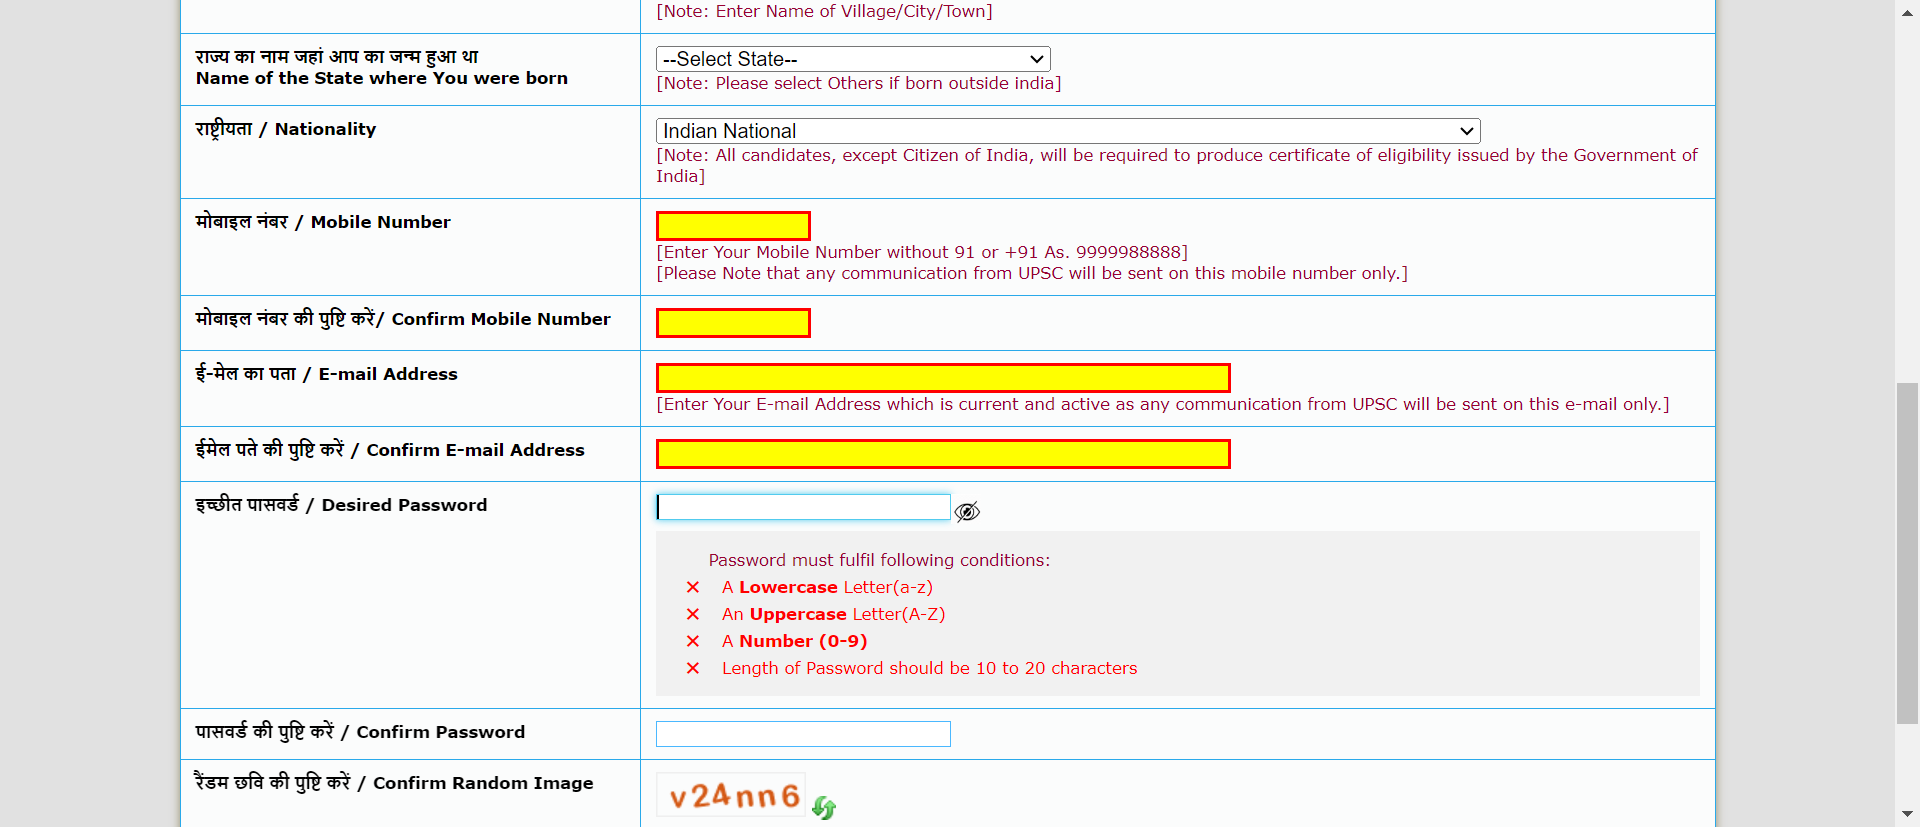 [Note: Enter Name of Village/City/Town]
राज्य का नाम जहां आप का जन्म हुआ था
Name of the State where You were born
--Select State--
[Note: Please select Others if born outside india]
राष्ट्रीयता / Nationality
Indian National
[Note: All candidates, except Citizen of India, will be required to produce certificate of eligibility issued by the Government of
India]
मोबाइल नंबर / Mobile Number
[Enter Your Mobile Number without 91 or +91 As. 9999988888]
[Please Note that any communication from UPSC will be sent on this mobile number only.]
मोबाइल नंबर की पुष्टि करें/ Confirm Mobile Number
ई-मेल का पता / E-mail Address
[Enter Your E-mail Address which is current and active as any communication from UPSC will be sent on this e-mail only.]
ईमेल पते की पुष्टि करें / Confirm E-mail Address
इच्छीत पासवर्ड / Desired Password
Password must fulfil following conditions:
✕ A Lowercase Letter(a-z)
✕ An Uppercase Letter(A-Z)
✕ A Number (0-9)
✕ Length of Password should be 10 to 20 characters
पासवर्ड की पुष्टि करें / Confirm Password
रैंडम छवि की पुष्टि करें / Confirm Random Image
v24nn6